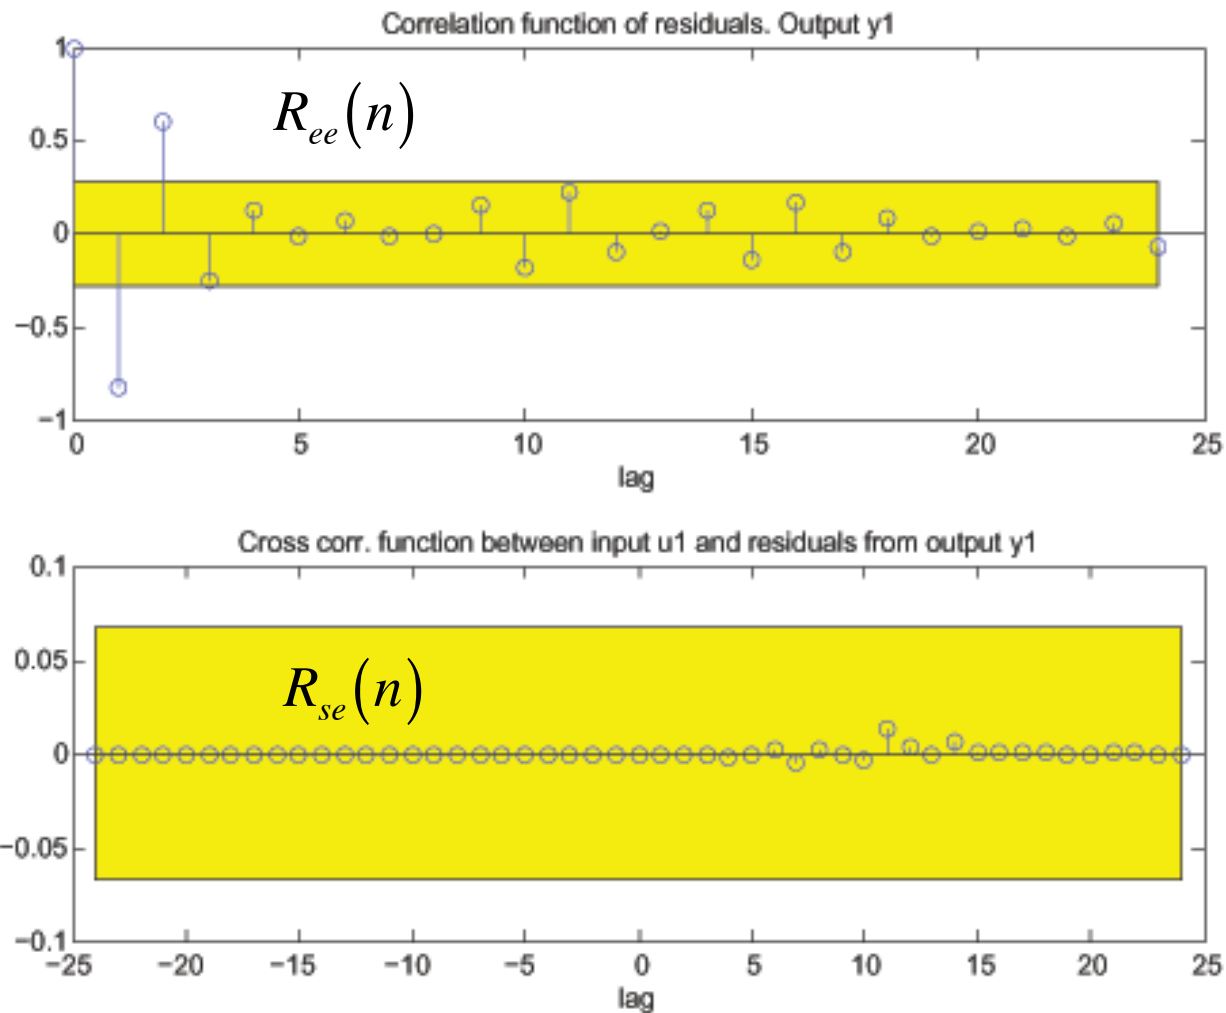 Correlation function of residuals. Output y1
1
R_ee(n)
0.5
0
−0.5
−1
0 5 10 15 20 25
lag
Cross corr. function between input u1 and residuals from output y1
0.1
0.05
R_se(n)
0
−0.05
−0.1
−25 −20 −15 −10 −5 0 5 10 15 20 25
lag